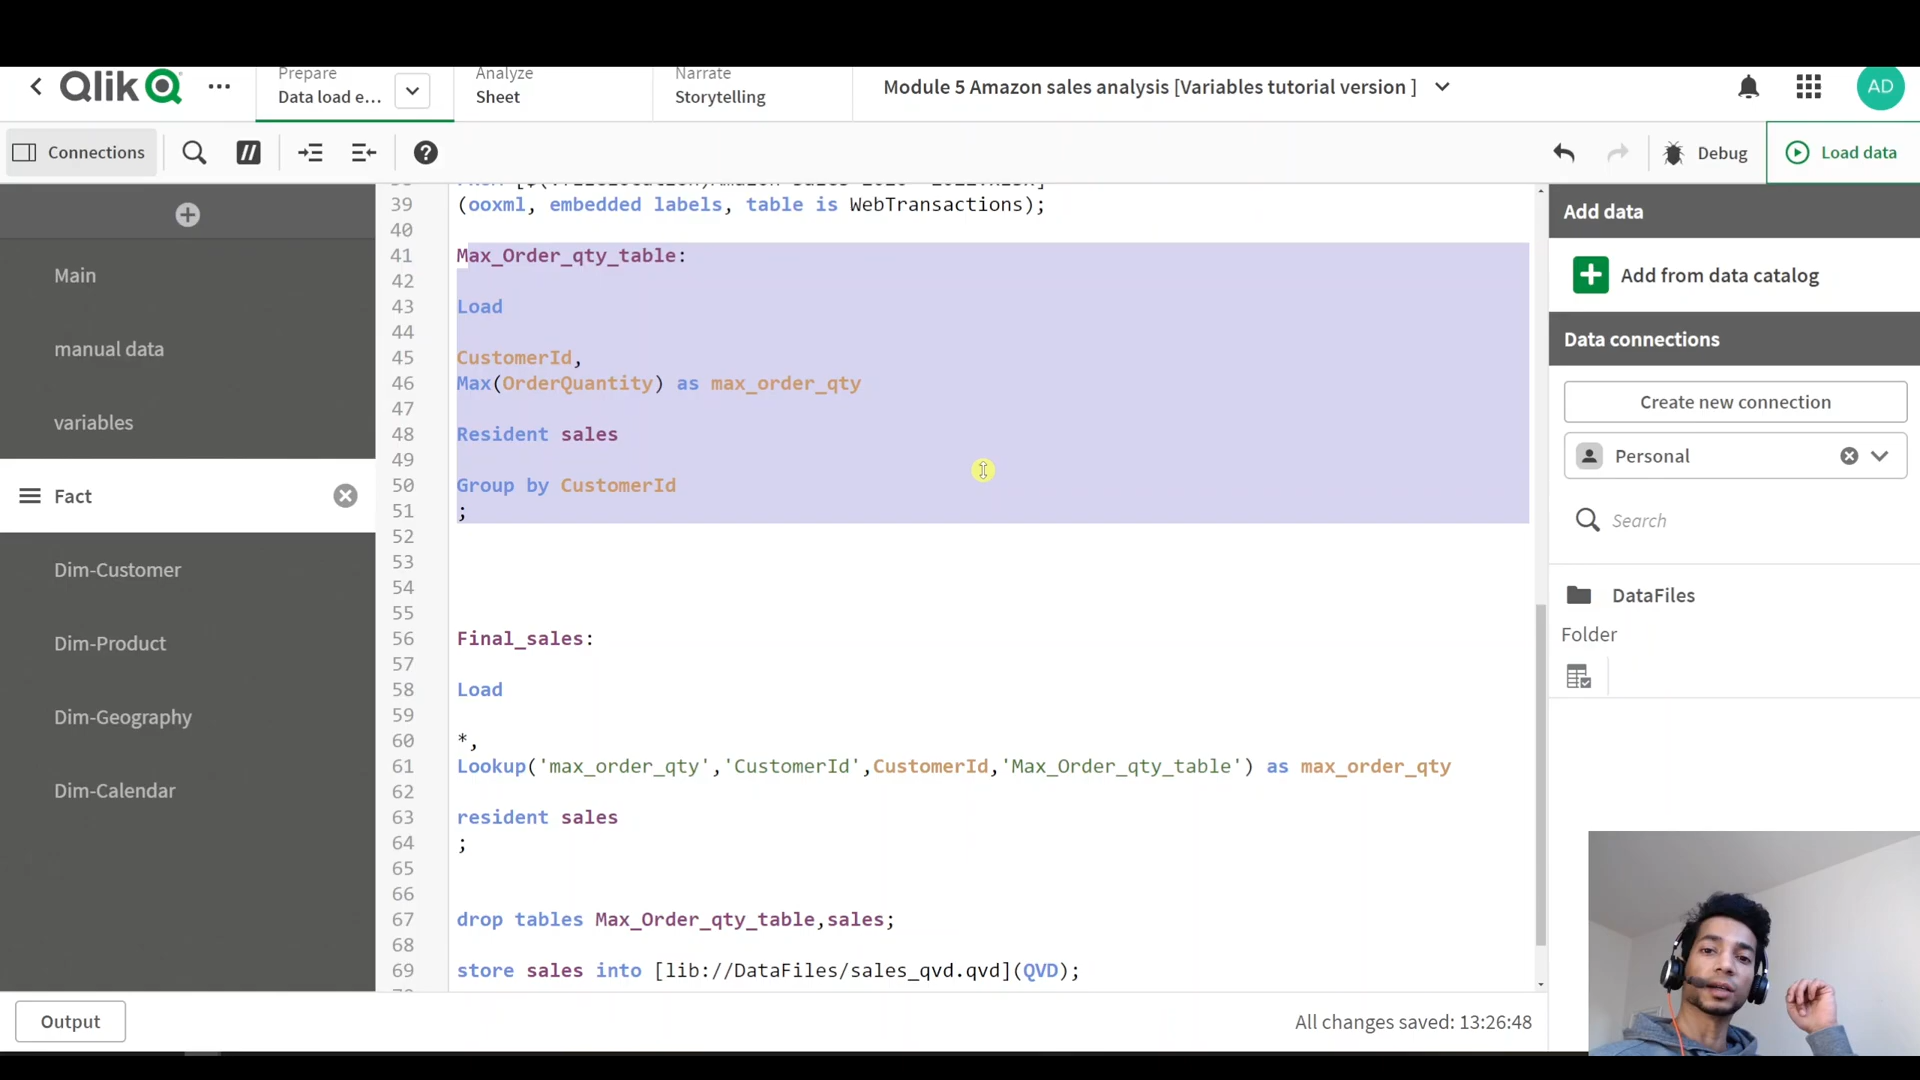 Qlik
Prepare
Data load e...
Analyze
Sheet
Narrate
Storytelling
Module 5 Amazon sales analysis [Variables tutorial version ]
AD
Connections
Debug
Load data
Main
manual data
variables
Fact
Dim-Customer
Dim-Product
Dim-Geography
Dim-Calendar
39 (ooxml, embedded labels, table is WebTransactions);
40
41 Max_Order_qty_table:
42
43 Load
44
45 CustomerId,
46 Max(OrderQuantity) as max_order_qty
47
48 Resident sales
49
50 Group by CustomerId
51 ;
52
53
54
55
56 Final_sales:
57
58 Load
59
60 *,
61 Lookup('max_order_qty','CustomerId',CustomerId,'Max_Order_qty_table') as max_order_qty
62
63 resident sales
64 ;
65
66
67 drop tables Max_Order_qty_table,sales;
68
69 store sales into [lib://DataFiles/sales_qvd.qvd](QVD);
Add data
Add from data catalog
Data connections
Create new connection
Personal
Search
DataFiles
Folder
Output
All changes saved: 13:26:48